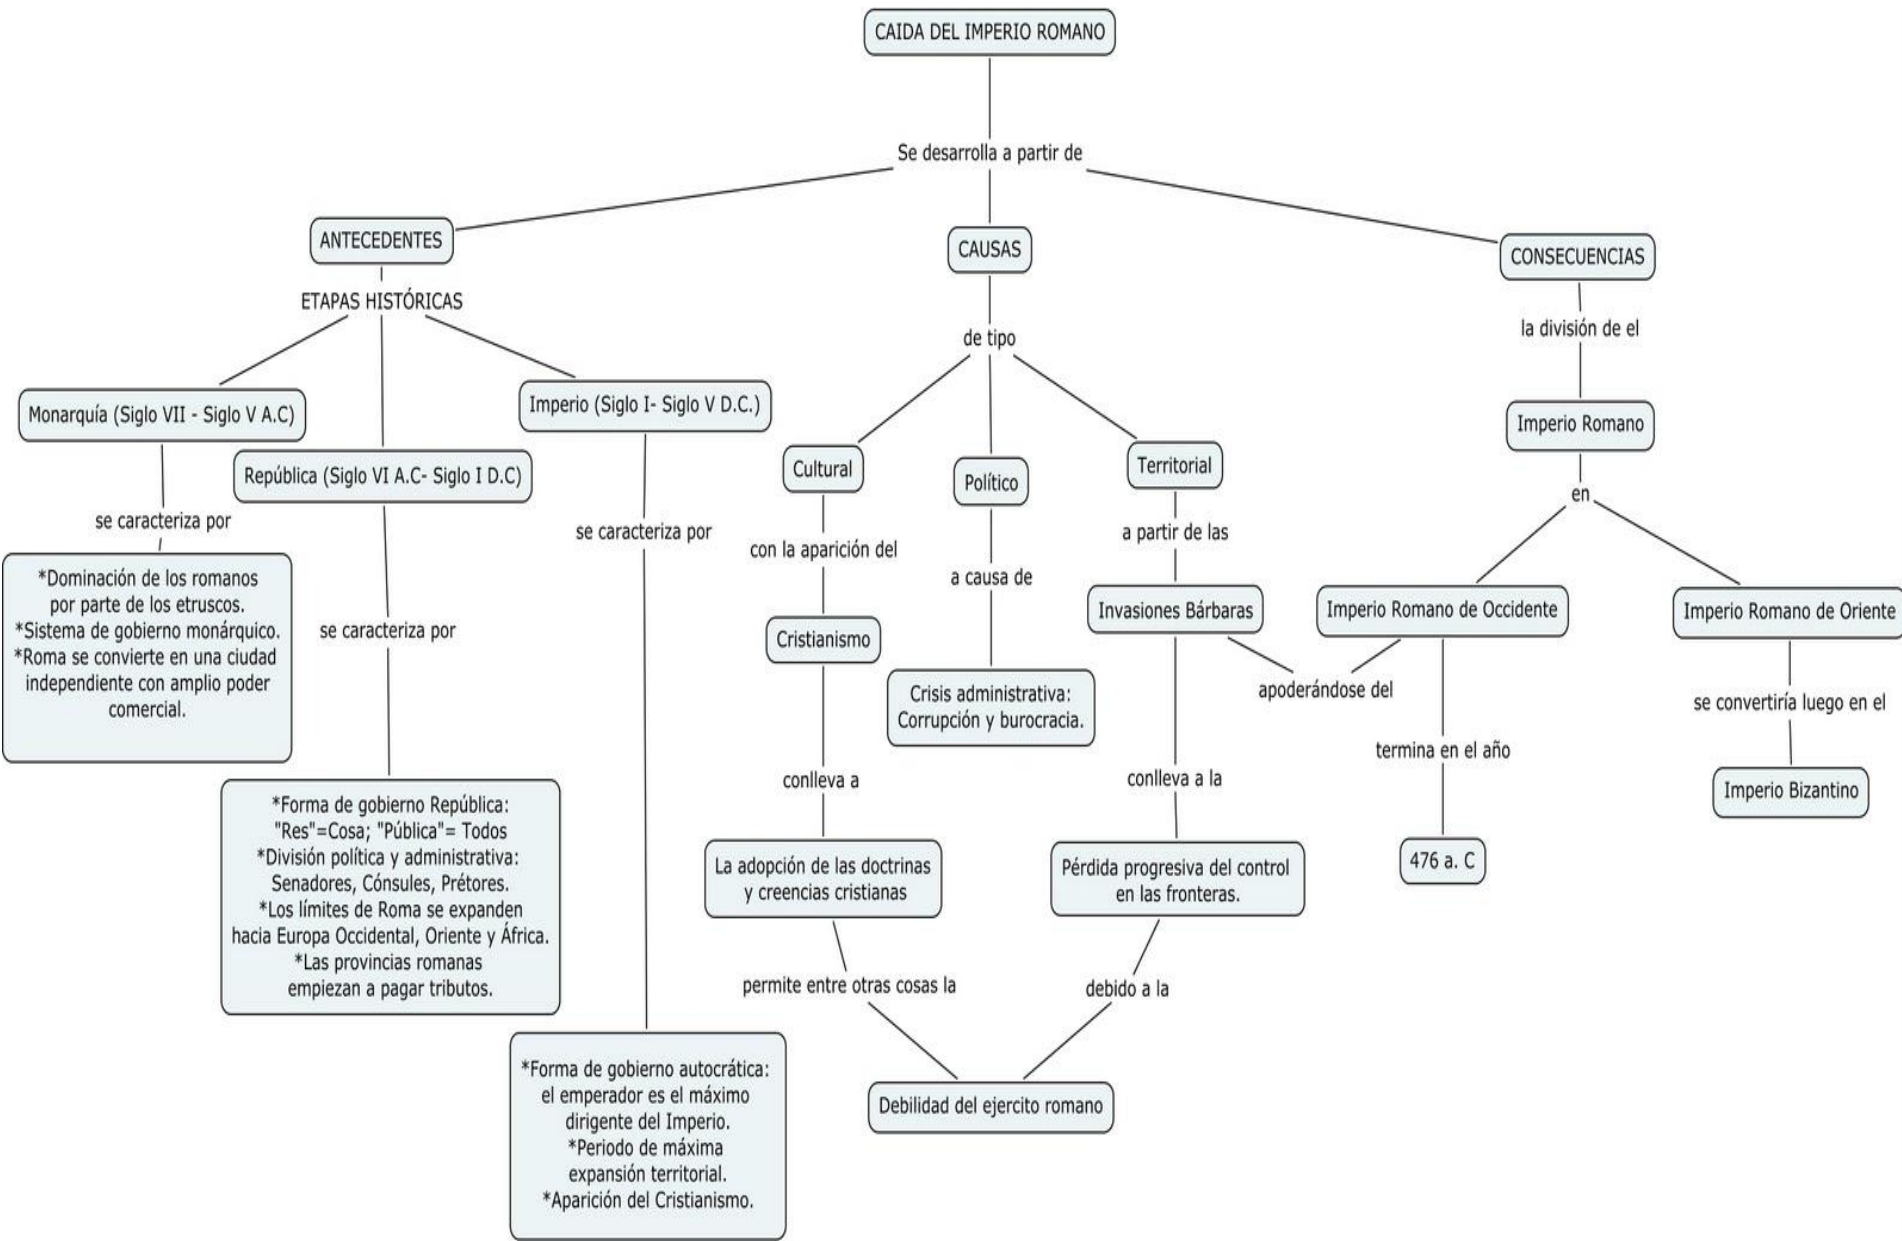 CAIDA DEL IMPERIO ROMANO
Se desarrolla a partir de
ANTECEDENTES
ETAPAS HISTÓRICAS
Monarquía (Siglo VII - Siglo V A.C)
se caracteriza por
*Dominación de los romanos
por parte de los etruscos.
*Sistema de gobierno monárquico.
*Roma se convierte en una ciudad
independiente con amplio poder
comercial.
República (Siglo VI A.C- Siglo I D.C)
se caracteriza por
*Forma de gobierno República:
"Res"=Cosa; "Pública"= Todos
*División política y administrativa:
Senadores, Cónsules, Prétores.
*Los límites de Roma se expanden
hacia Europa Occidental, Oriente y África.
*Las provincias romanas
empiezan a pagar tributos.
Imperio (Siglo I- Siglo V D.C.)
se caracteriza por
*Forma de gobierno autocrática:
el emperador es el máximo
dirigente del Imperio.
*Periodo de máxima
expansión territorial.
*Aparición del Cristianismo.
CAUSAS
de tipo
Cultural
con la aparición del
Cristianismo
conlleva a
La adopción de las doctrinas
y creencias cristianas
permite entre otras cosas la
Político
a causa de
Crisis administrativa:
Corrupción y burocracia.
Territorial
a partir de las
Invasiones Bárbaras
conlleva a la
Pérdida progresiva del control
en las fronteras.
debido a la
Debilidad del ejercito romano
apoderándose del
CONSECUENCIAS
la división de el
Imperio Romano
en
Imperio Romano de Occidente
termina en el año
476 a. C
Imperio Romano de Oriente
se convertiría luego en el
Imperio Bizantino